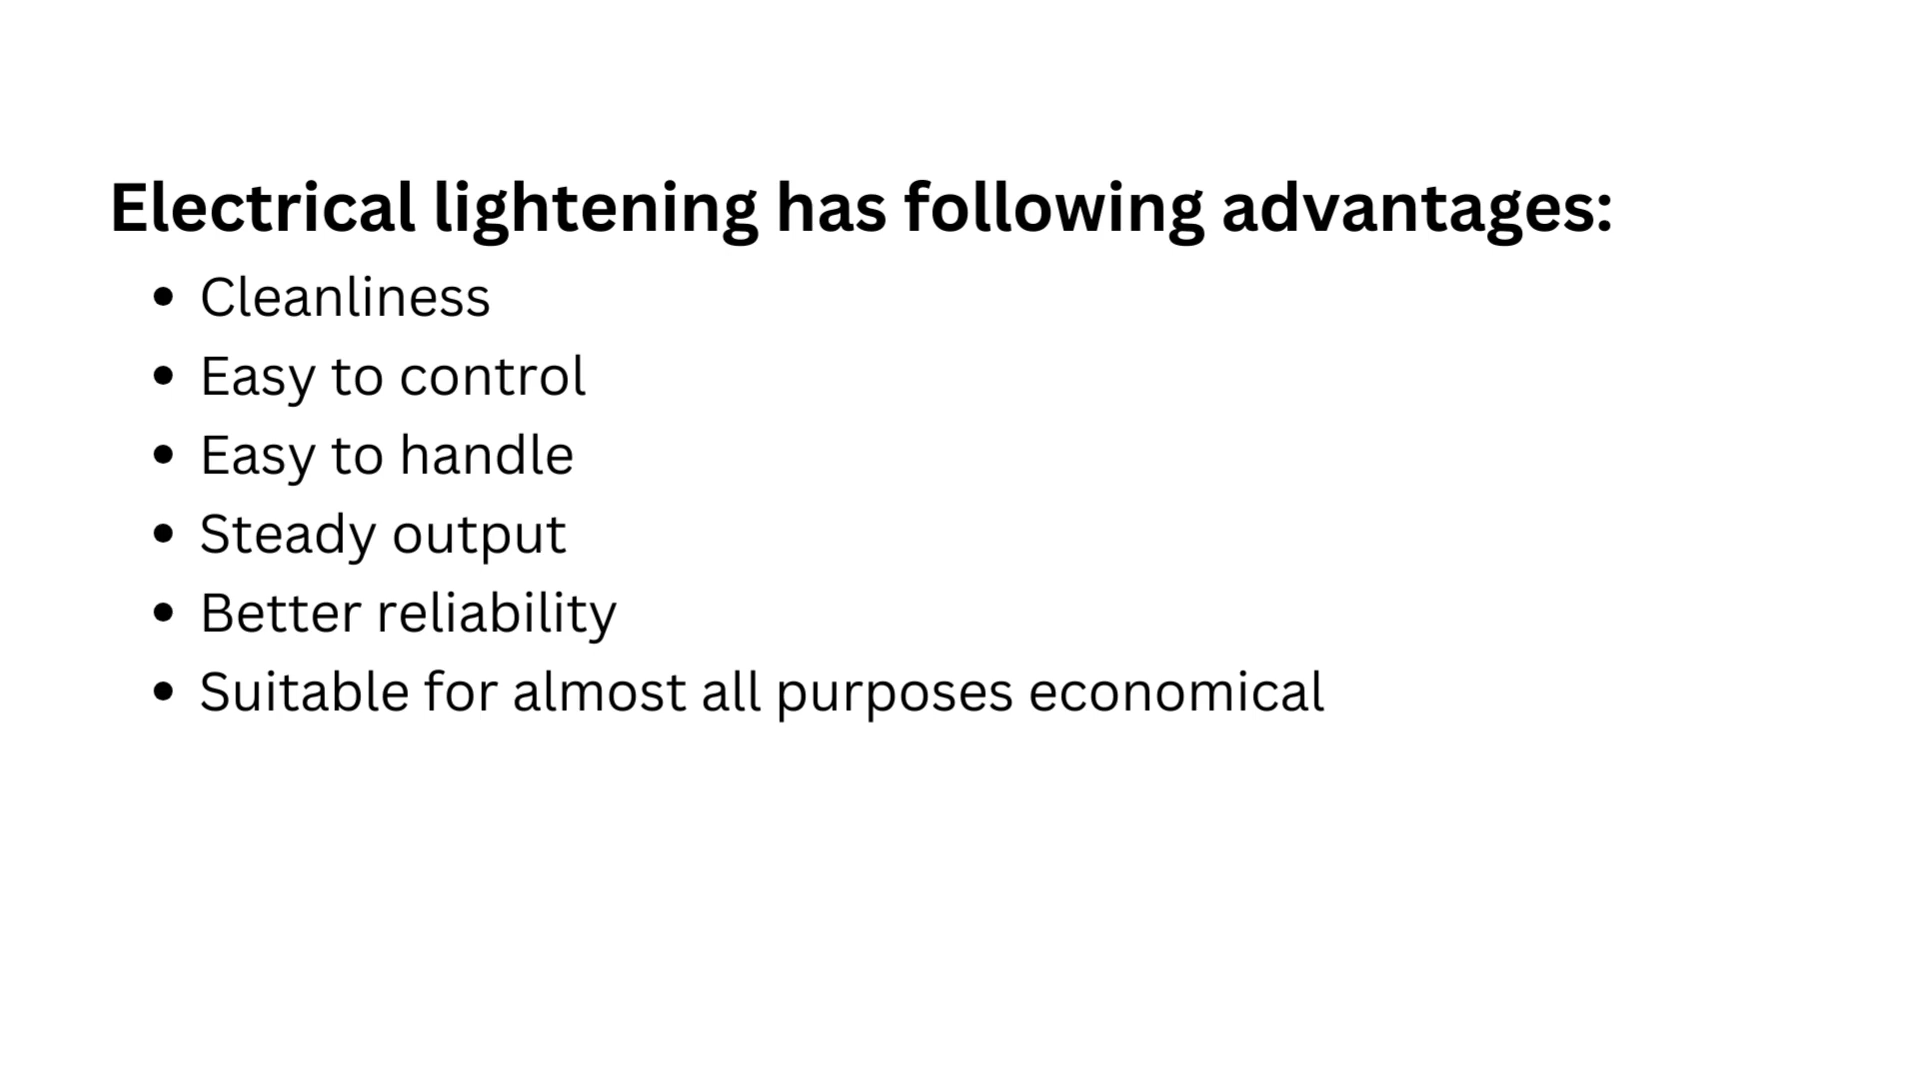 Electrical lightening has following advantages:
• Cleanliness
• Easy to control
• Easy to handle
• Steady output
• Better reliability
• Suitable for almost all purposes economical